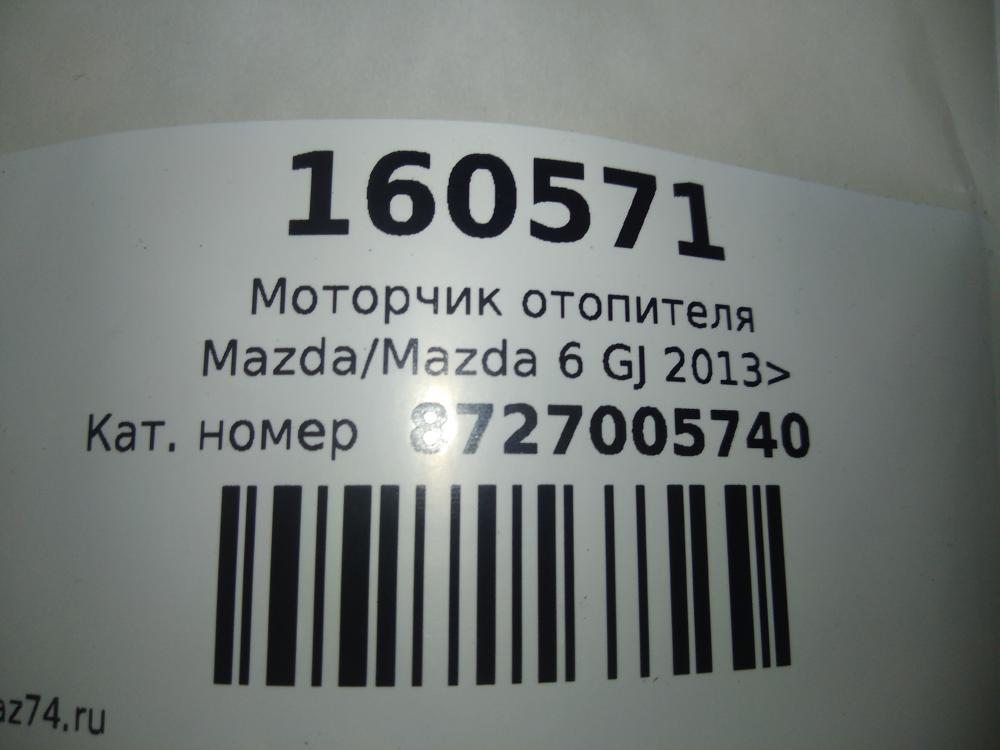 160571
Моторчик отопителя
Mazda/Mazda 6 GJ 2013>
Кат. номер 8727005740
az74.ru